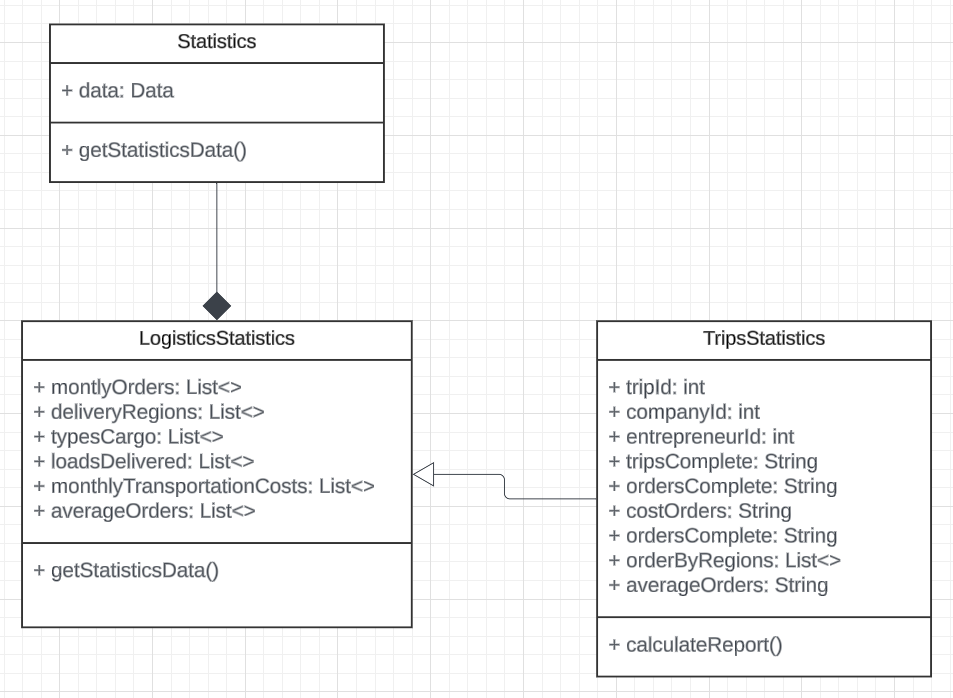 Statistics
+ data: Data
+ getStatisticsData()
LogisticsStatistics
+ montlyOrders: List<>
+ deliveryRegions: List<>
+ typesCargo: List<>
+ loadsDelivered: List<>
+ monthlyTransportationCosts: List<>
+ averageOrders: List<>
+ getStatisticsData()
TripsStatistics
+ tripId: int
+ companyId: int
+ entrepreneurId: int
+ tripsComplete: String
+ ordersComplete: String
+ costOrders: String
+ ordersComplete: String
+ orderByRegions: List<>
+ averageOrders: String
+ calculateReport()